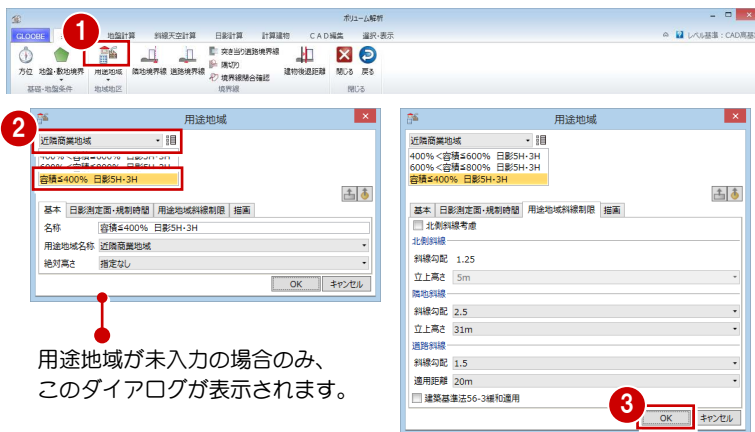 3D
ボリューム解析
GLOOBE
1
地盤計算
斜線天空計算
日影計算
計算建物
CAD編集
選択・表示
レベル基準:CAD高基
方位
地盤・敷地境界
用途地域
隣地境界線
道路境界線
突き当り道路境界線
隅切り
境界線閉合確認
建物後退距離
閉じる
戻る
基礎・地盤条件
地域地区
境界線
閉じる
2
用途地域
近隣商業地域
容積≦400% 日影5H・3H
基本
日影測定面・規制時間
用途地域斜線制限
描画
名称
容積≦400% 日影5H・3H
用途地域名称
近隣商業地域
絶対高さ
指定なし
OK
キャンセル
用途地域が未入力の場合のみ、
このダイアログが表示されます。
用途地域
近隣商業地域
400%<容積≦600% 日影5H・3H
600%<容積≦800% 日影5H・3H
容積≦400% 日影5H・3H
基本
日影測定面・規制時間
用途地域斜線制限
描画
北側斜線考慮
北側斜線
斜線勾配
1.25
立上高さ
5m
隣地斜線
斜線勾配
2.5
立上高さ
31m
道路斜線
斜線勾配
1.5
適用距離
20m
建築基準法56-3緩和適用
3
OK
キャンセル